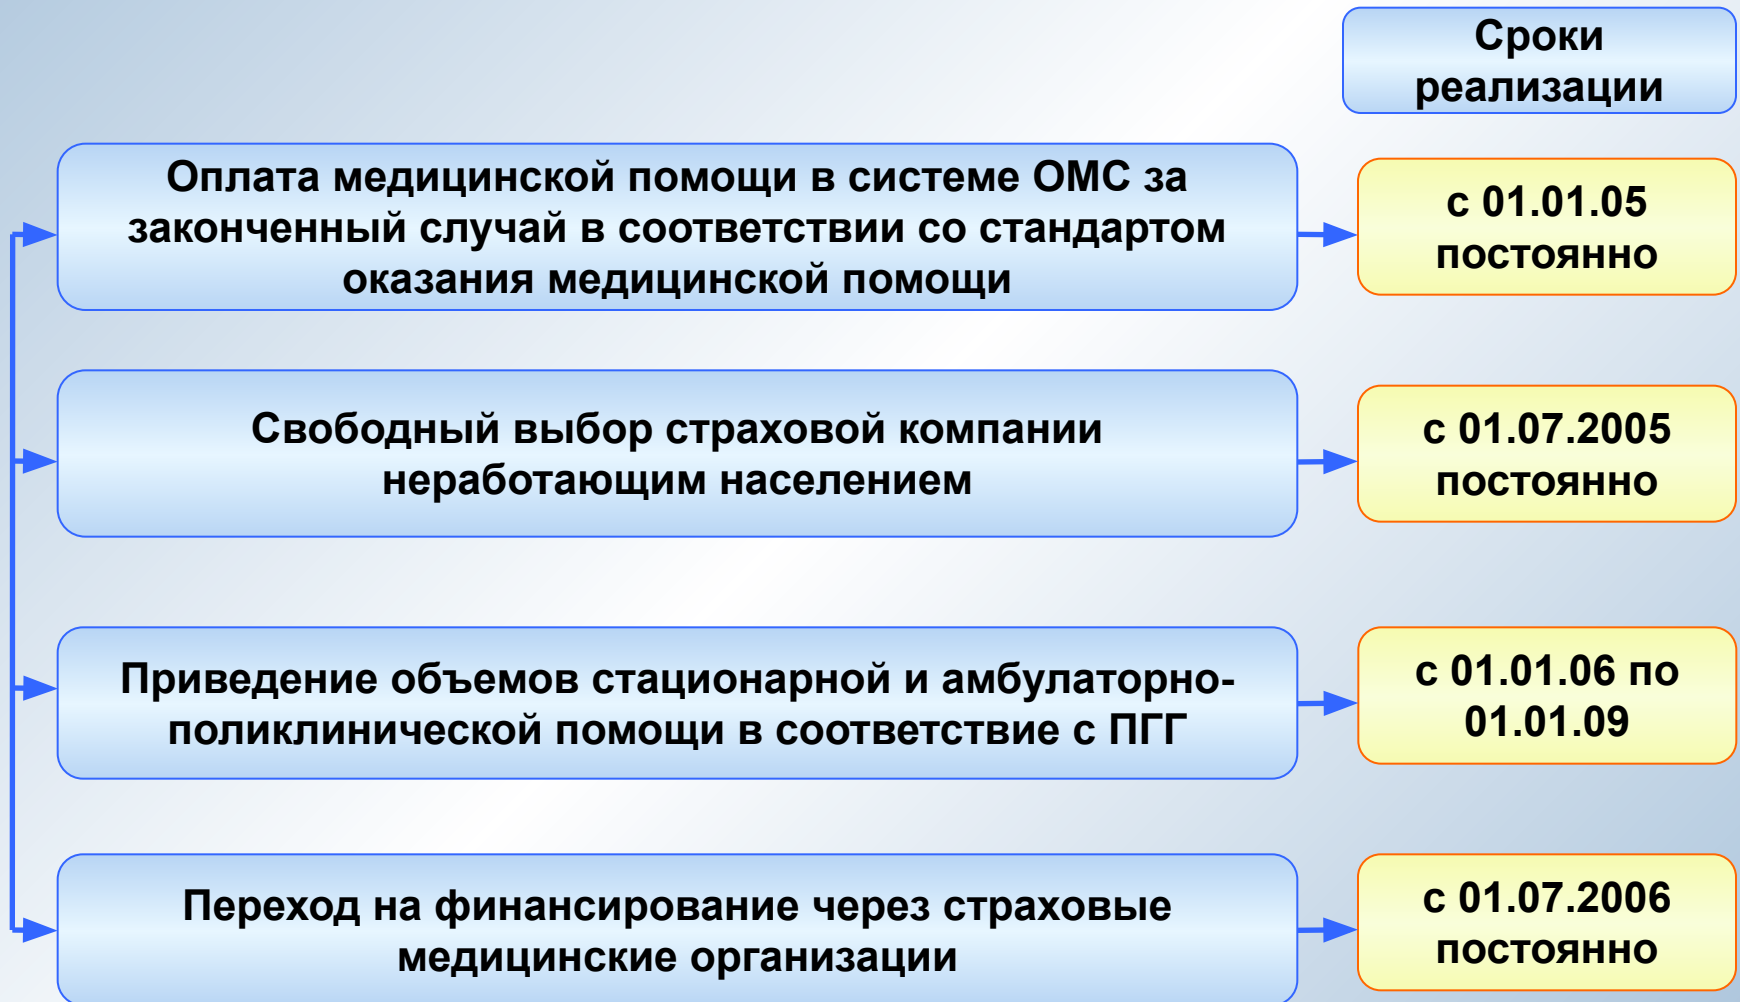 Сроки
реализации
Оплата медицинской помощи в системе ОМС за
законченный случай в соответствии со стандартом
оказания медицинской помощи
с 01.01.05
постоянно
Свободный выбор страховой компании
неработающим населением
с 01.07.2005
постоянно
Приведение объемов стационарной и амбулаторно-
поликлинической помощи в соответствие с ПГГ
с 01.01.06 по
01.01.09
Переход на финансирование через страховые
медицинские организации
с 01.07.2006
постоянно